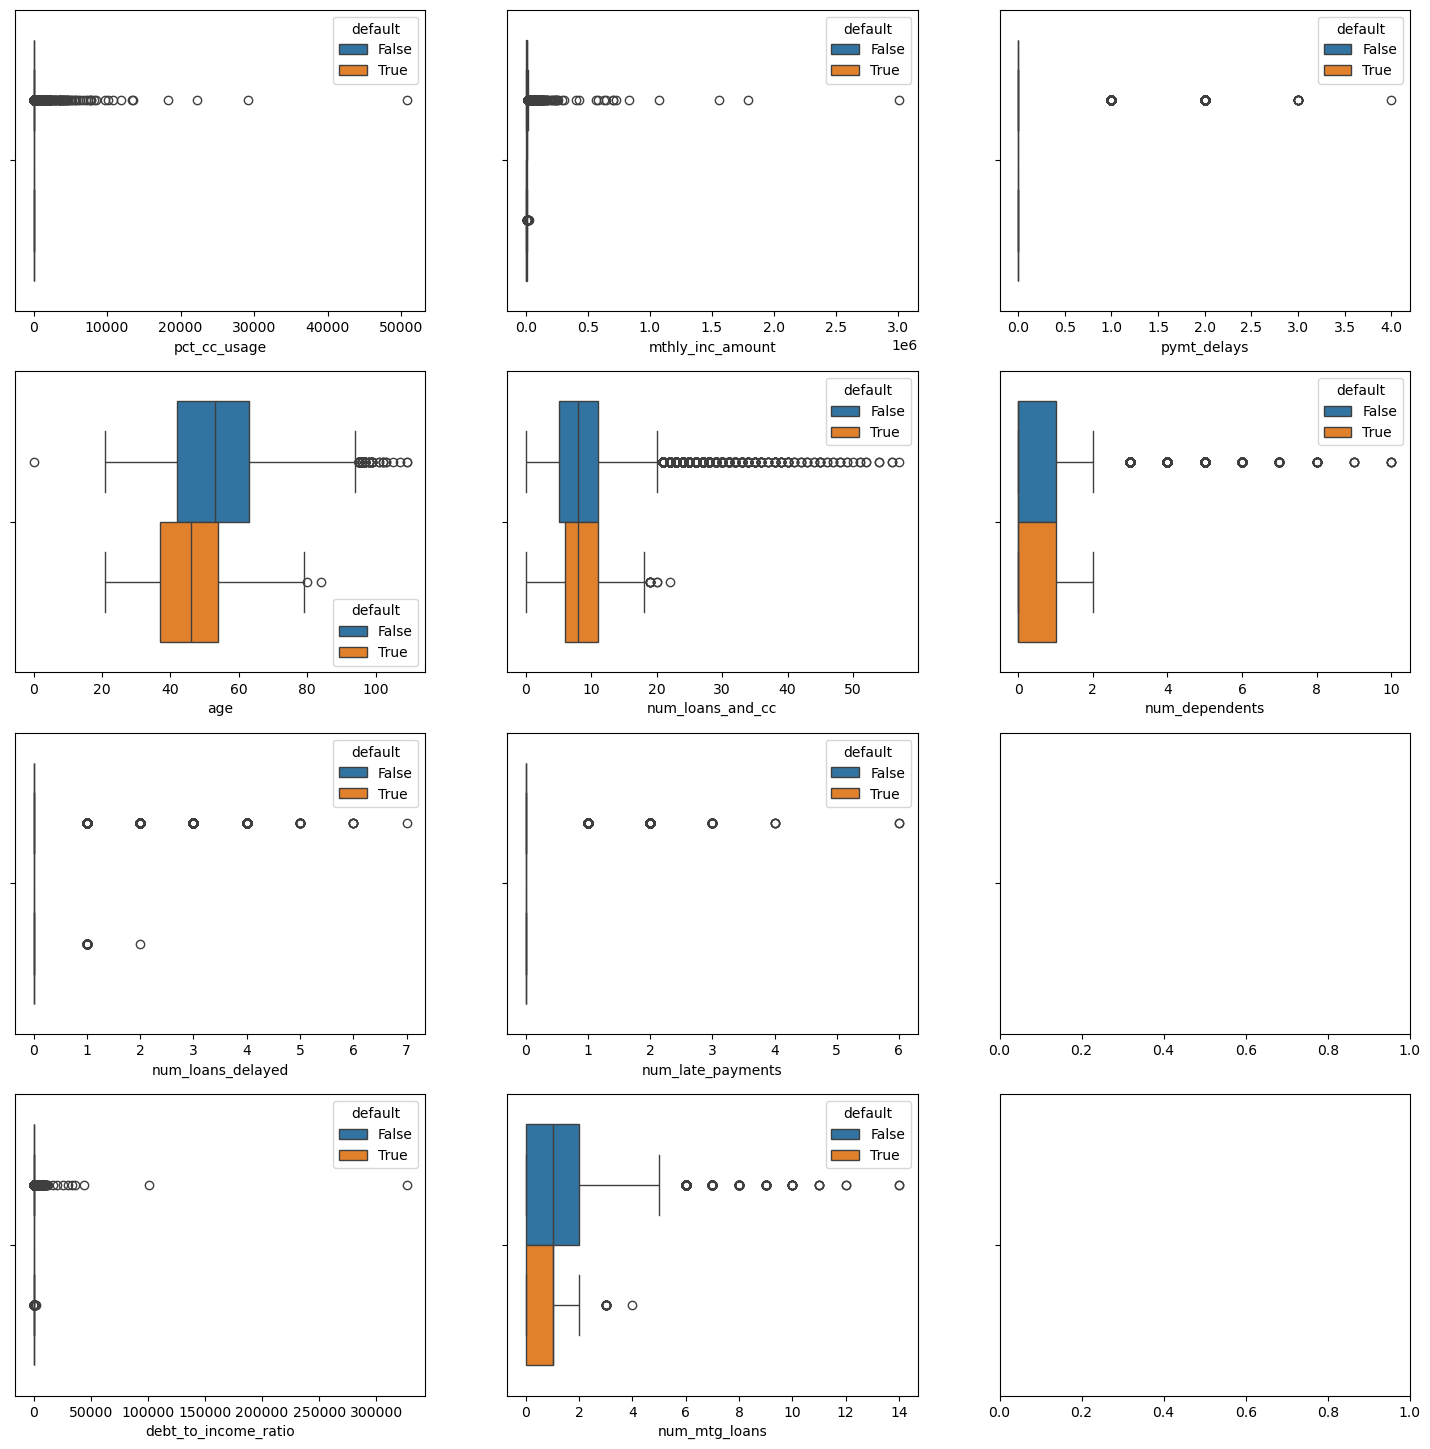 default
False
True
0 10000 20000 30000 40000 50000
pct_cc_usage
default
False
True
0.0 0.5 1.0 1.5 2.0 2.5 3.0
mthly_inc_amount
1e6
default
False
True
0.0 0.5 1.0 1.5 2.0 2.5 3.0 3.5 4.0
pymt_delays
default
False
True
0 20 40 60 80 100
age
default
False
True
0 10 20 30 40 50
num_loans_and_cc
default
False
True
0 2 4 6 8 10
num_dependents
default
False
True
0 1 2 3 4 5 6 7
num_loans_delayed
default
False
True
0 1 2 3 4 5 6
num_late_payments
0.0 0.2 0.4 0.6 0.8 1.0
default
False
True
0 50000 100000 150000 200000 250000 300000
debt_to_income_ratio
default
False
True
0 2 4 6 8 10 12 14
num_mtg_loans
0.0 0.2 0.4 0.6 0.8 1.0